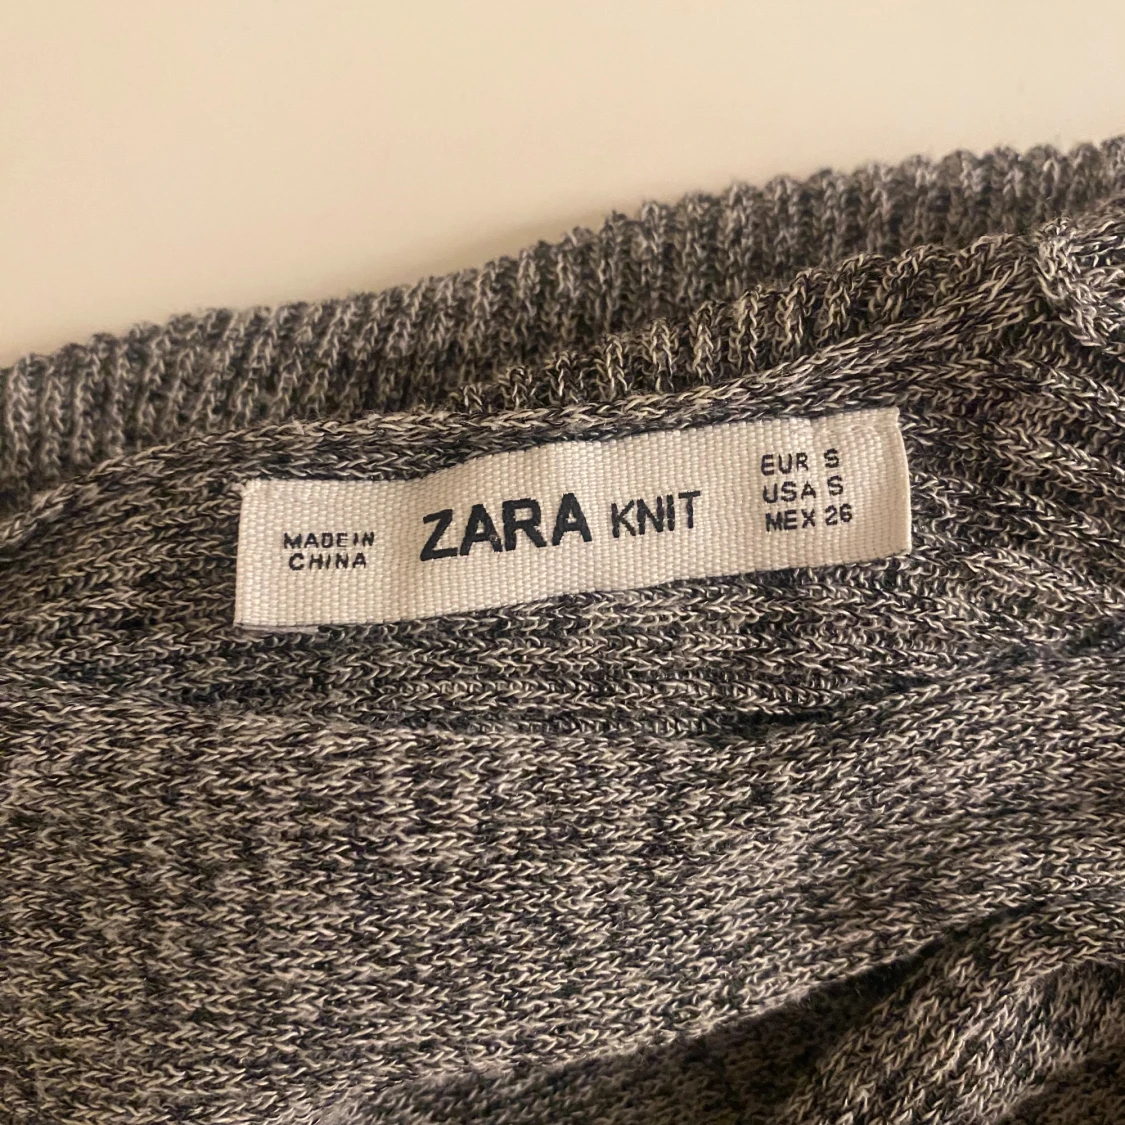 MADE IN
CHINA
ZARA KNIT
EUR S
USA S
MEX 26